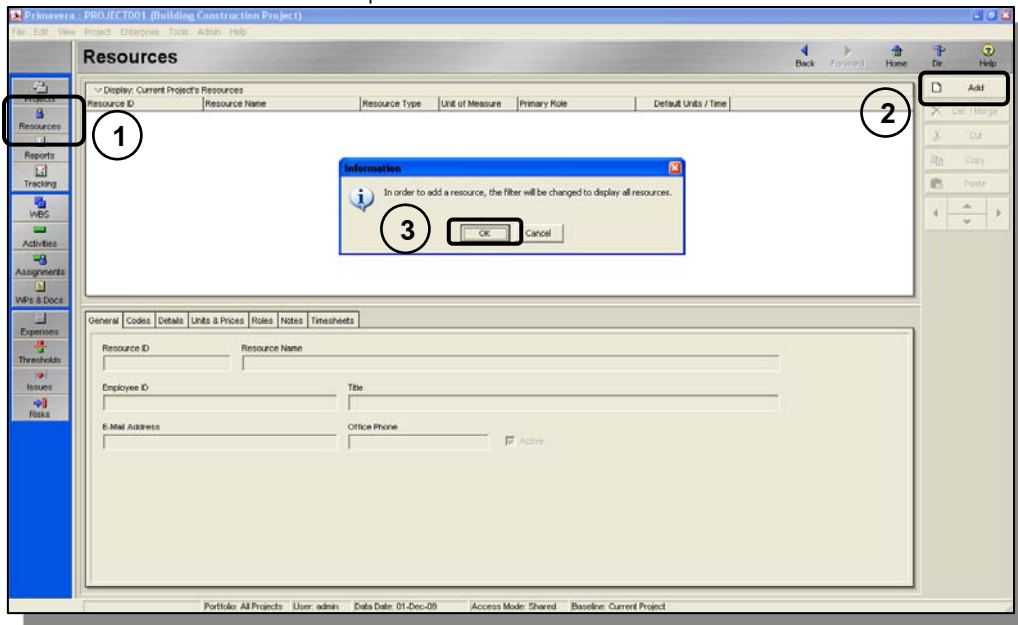 Primavera : PROJECT001 (Building Construction Project)
File Edit View Project Enterprise Tools Admin Help
Resources
Back Forward Home Dir. Help
Projects
Resources
Reports
Tracking
WBS
Activities
Assignments
WPs & Docs
Expenses
Thresholds
Issues
Risks
1
Display: Current Project's Resources
Resource ID Resource Name Resource Type Unit of Measure Primary Role Default Units / Time
2
Add
Del. / Merge
Cut
Copy
Paste
Information
In order to add a resource, the filter will be changed to display all resources.
3
OK Cancel
General Codes Details Units & Prices Roles Notes Timesheets
Resource ID Resource Name
Employee ID Title
E-Mail Address Office Phone
Active
Portfolio: All Projects User: admin Data Date: 01-Dec-09 Access Mode: Shared Baseline: Current Project